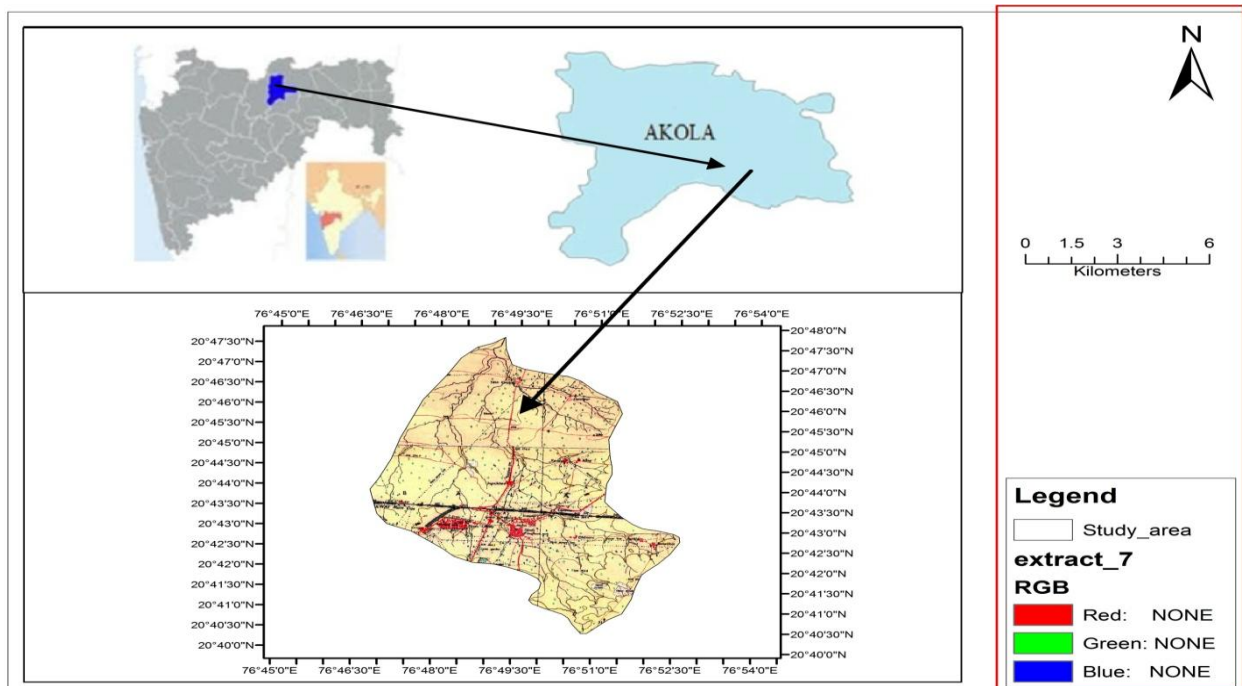 N
AKOLA
0 1.5 3 6
Kilometers
76°45'0"E 76°46'30"E 76°48'0"E 76°49'30"E 76°51'0"E 76°52'30"E 76°54'0"E
20°47'30"N
20°47'0"N
20°46'30"N
20°46'0"N
20°45'30"N
20°45'0"N
20°44'30"N
20°44'0"N
20°43'30"N
20°43'0"N
20°42'30"N
20°42'0"N
20°41'30"N
20°41'0"N
20°40'30"N
20°40'0"N
20°48'0"N
20°47'30"N
20°47'0"N
20°46'30"N
20°46'0"N
20°45'30"N
20°45'0"N
20°44'30"N
20°44'0"N
20°43'30"N
20°43'0"N
20°42'30"N
20°42'0"N
20°41'30"N
20°41'0"N
20°40'30"N
20°40'0"N
76°45'0"E 76°46'30"E 76°48'0"E 76°49'30"E 76°51'0"E 76°52'30"E 76°54'0"E
Legend
Study_area
extract_7
RGB
Red: NONE
Green: NONE
Blue: NONE